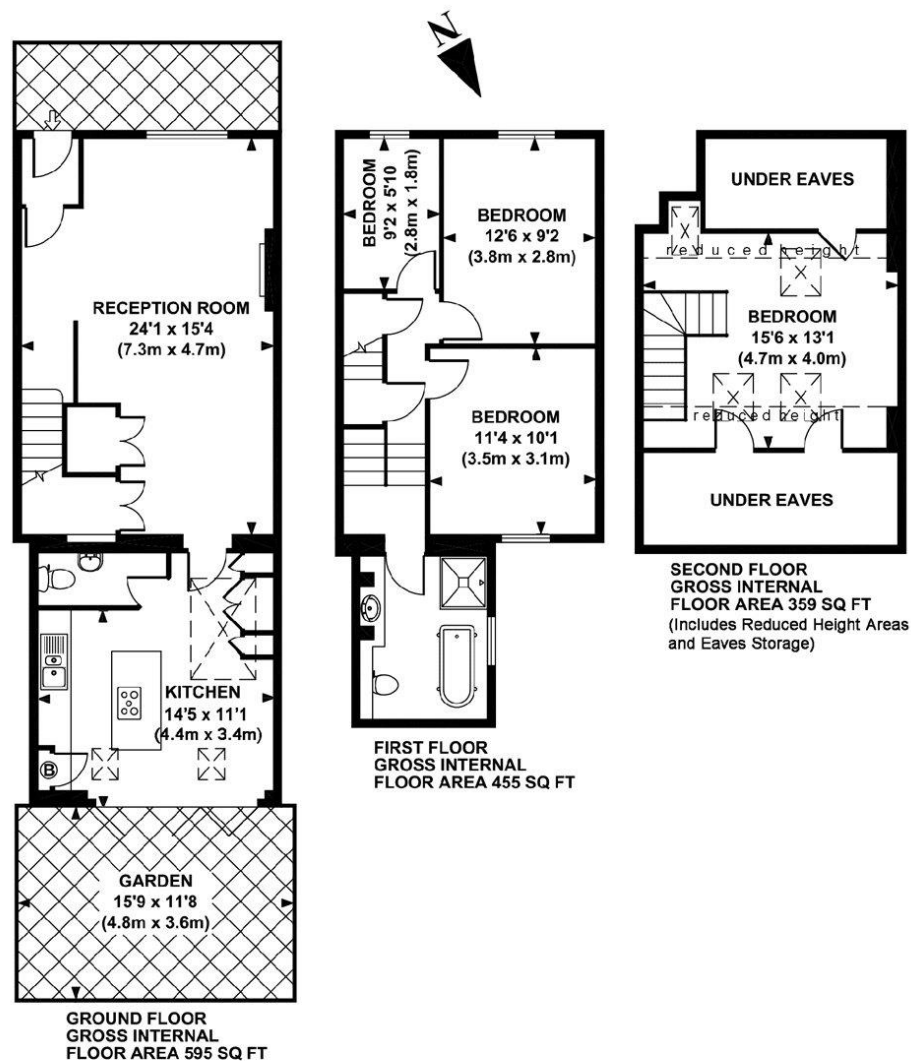 N
RECEPTION ROOM
24'1 x 15'4
(7.3m x 4.7m)
KITCHEN
14'5 x 11'1
(4.4m x 3.4m)
B
GARDEN
15'9 x 11'8
(4.8m x 3.6m)
GROUND FLOOR
GROSS INTERNAL
FLOOR AREA 595 SQ FT
BEDROOM
9'2 x 5'10
(2.8m x 1.8m)
BEDROOM
12'6 x 9'2
(3.8m x 2.8m)
BEDROOM
11'4 x 10'1
(3.5m x 3.1m)
FIRST FLOOR
GROSS INTERNAL
FLOOR AREA 455 SQ FT
UNDER EAVES
reduced height
BEDROOM
15'6 x 13'1
(4.7m x 4.0m)
reduced height
UNDER EAVES
SECOND FLOOR
GROSS INTERNAL
FLOOR AREA 359 SQ FT
(Includes Reduced Height Areas
and Eaves Storage)